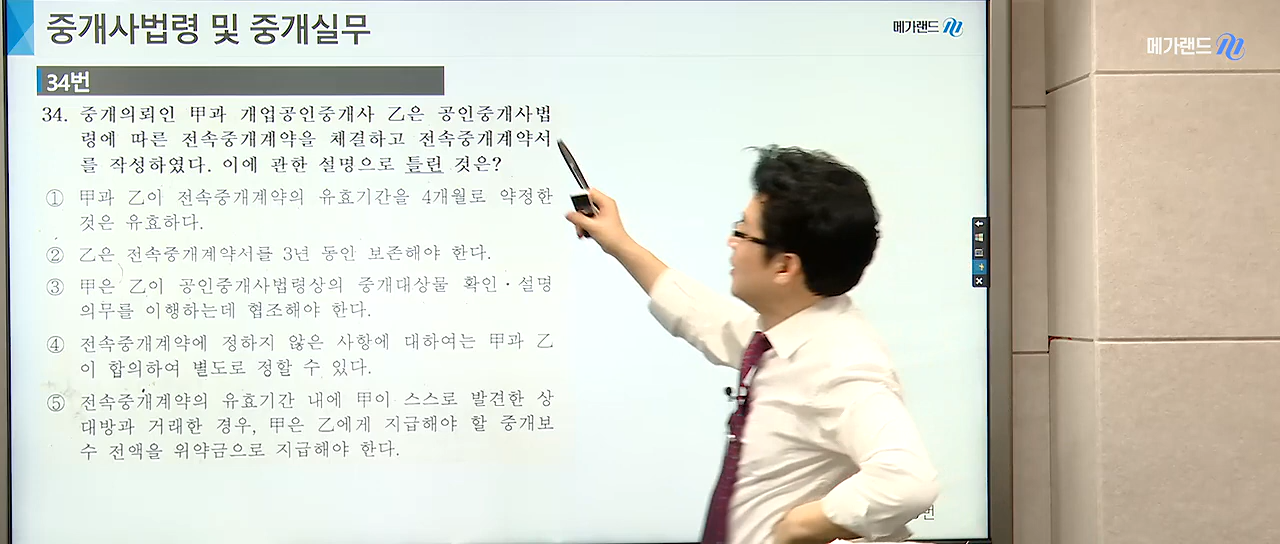 중개사법령 및 중개실무
메가랜드
메가랜드
34번
34. 중개의뢰인 甲과 개업공인중개사 乙은 공인중개사법
령에 따른 전속중개계약을 체결하고 전속중개계약서
를 작성하였다. 이에 관한 설명으로 틀린 것은?
① 甲과 乙이 전속중개계약의 유효기간을 4개월로 약정한
것은 유효하다.
② 乙은 전속중개계약서를 3년 동안 보존해야 한다.
③ 甲은 乙이 공인중개사법령상의 중개대상물 확인·설명
의무를 이행하는데 협조해야 한다.
④ 전속중개계약에 정하지 않은 사항에 대하여는 甲과 乙
이 합의하여 별도로 정할 수 있다.
⑤ 전속중개계약의 유효기간 내에 甲이 스스로 발견한 상
대방과 거래한 경우, 甲은 乙에게 지급해야 할 중개보
수 전액을 위약금으로 지급해야 한다.
번